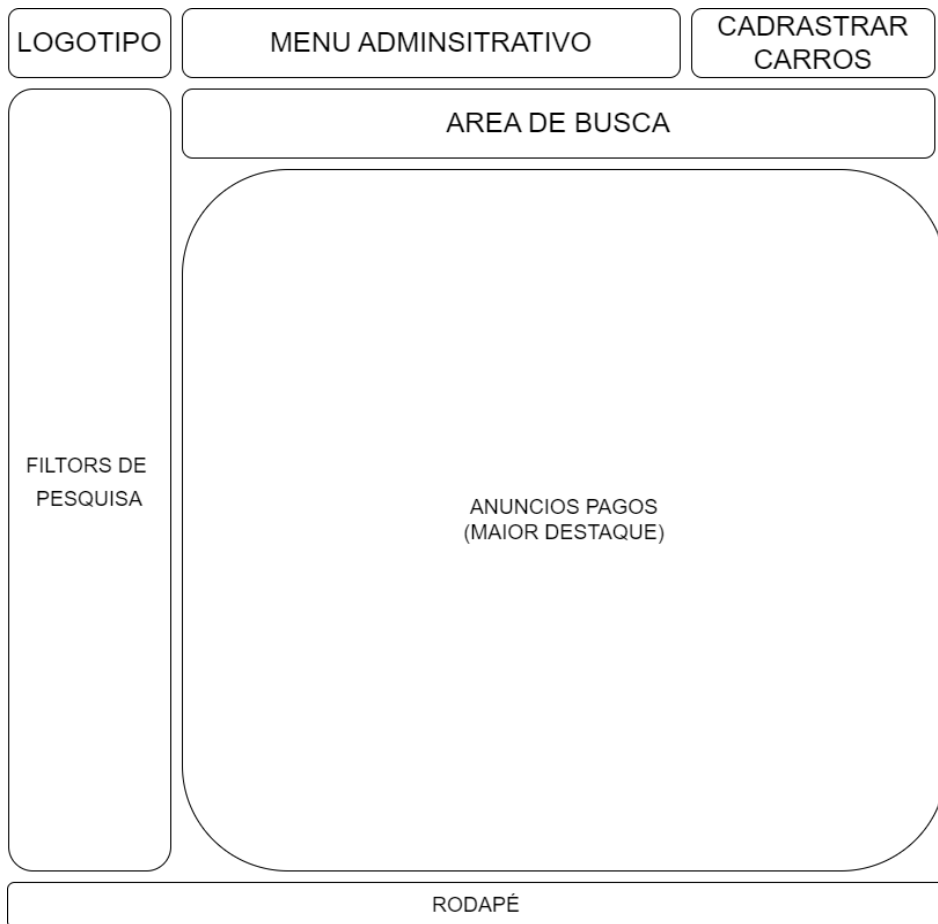 LOGOTIPO
MENU ADMINSITRATIVO
CADRASTRAR
CARROS
AREA DE BUSCA
FILTORS DE
PESQUISA
ANUNCIOS PAGOS
(MAIOR DESTAQUE)
RODAPÉ